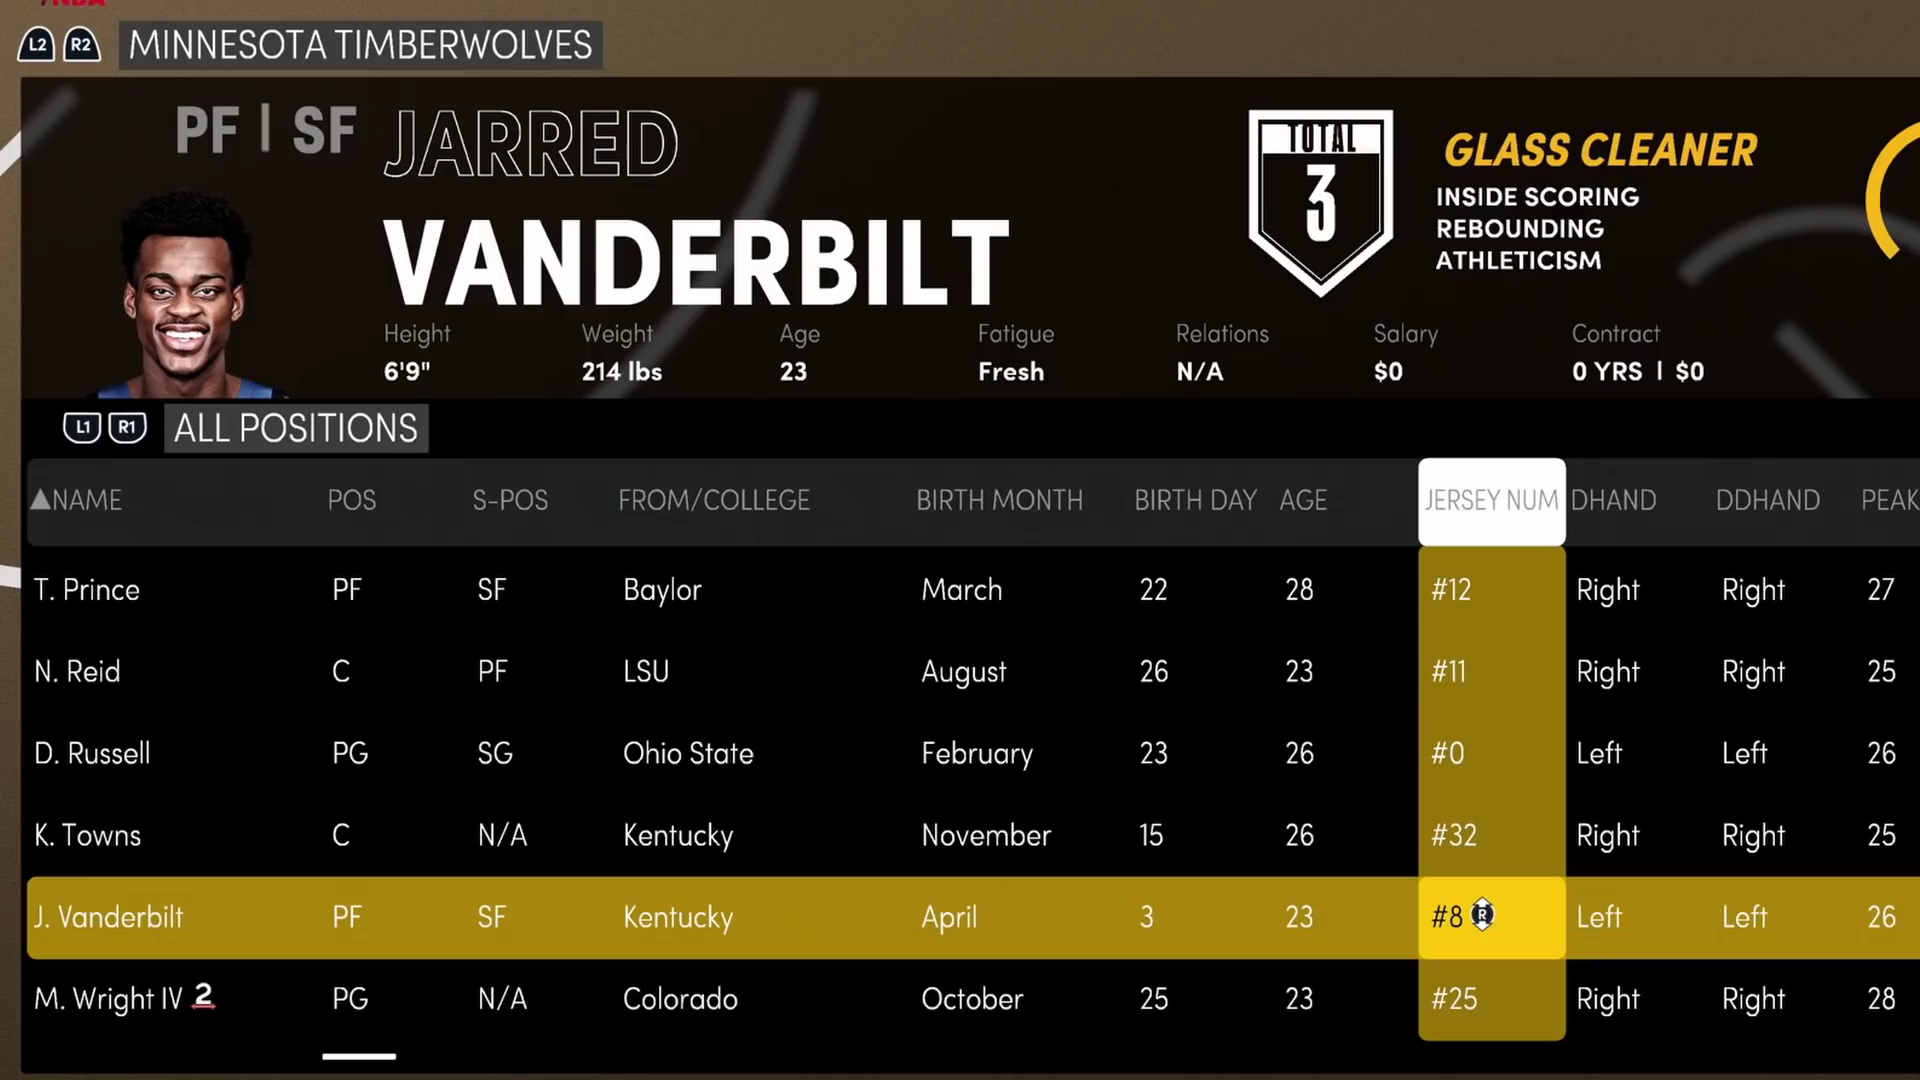 NBA
L2 R2 MINNESOTA TIMBERWOLVES
PF | SF JARRED
VANDERBILT
TOTAL
3
GLASS CLEANER
INSIDE SCORING
REBOUNDING
ATHLETICISM
Height Weight Age Fatigue Relations Salary Contract
6'9" 214 lbs 23 Fresh N/A $0 0 YRS | $0
L1 R1 ALL POSITIONS
▲NAME POS S-POS FROM/COLLEGE BIRTH MONTH BIRTH DAY AGE JERSEY NUM DHAND DDHAND PEAK
T. Prince PF SF Baylor March 22 28 #12 Right Right 27
N. Reid C PF LSU August 26 23 #11 Right Right 25
D. Russell PG SG Ohio State February 23 26 #0 Left Left 26
K. Towns C N/A Kentucky November 15 26 #32 Right Right 25
J. Vanderbilt PF SF Kentucky April 3 23 #8 R Left Left 26
M. Wright IV 2 PG N/A Colorado October 25 23 #25 Right Right 28